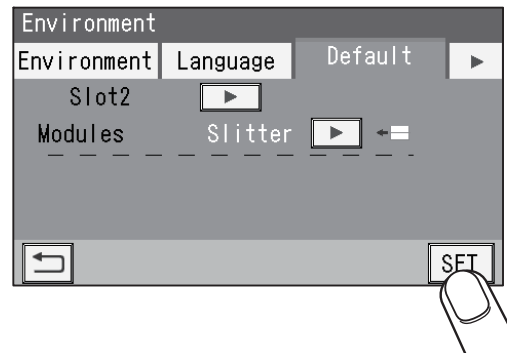 Environment
Environment Language Default
Slot2
Modules Slitter
SET